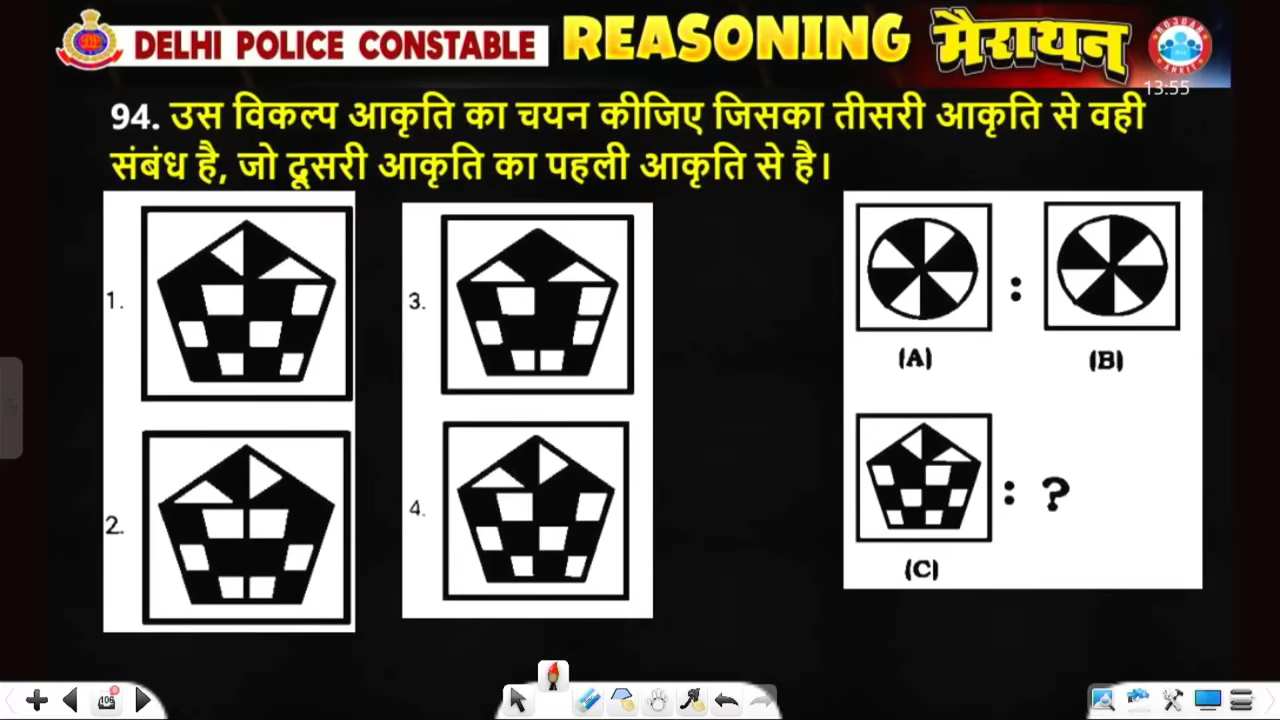 DELHI POLICE CONSTABLE REASONING मैराथन
13:55
94. उस विकल्प आकृति का चयन कीजिए जिसका तीसरी आकृति से वही
संबंध है, जो दूसरी आकृति का पहली आकृति से है।
1.
3.
2.
4.
: 
(A) (B)
: ?
(C)
106